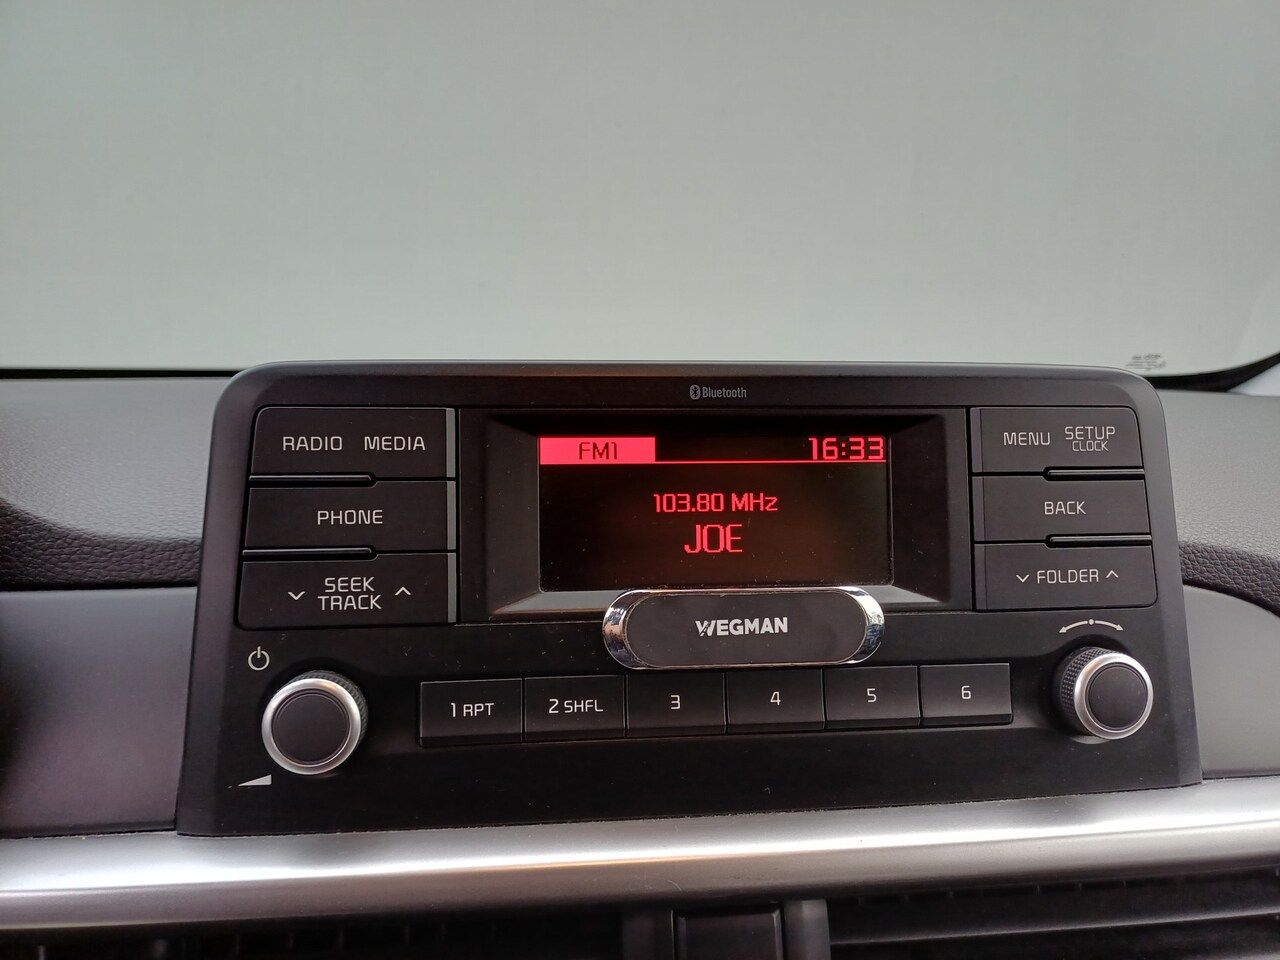 Bluetooth
RADIO MEDIA
PHONE
SEEK
TRACK
FM1 16:33
103.80 MHz
JOE
MENU SETUP
CLOCK
BACK
FOLDER
WEGMAN
1 RPT 2 SHFL 3 4 5 6